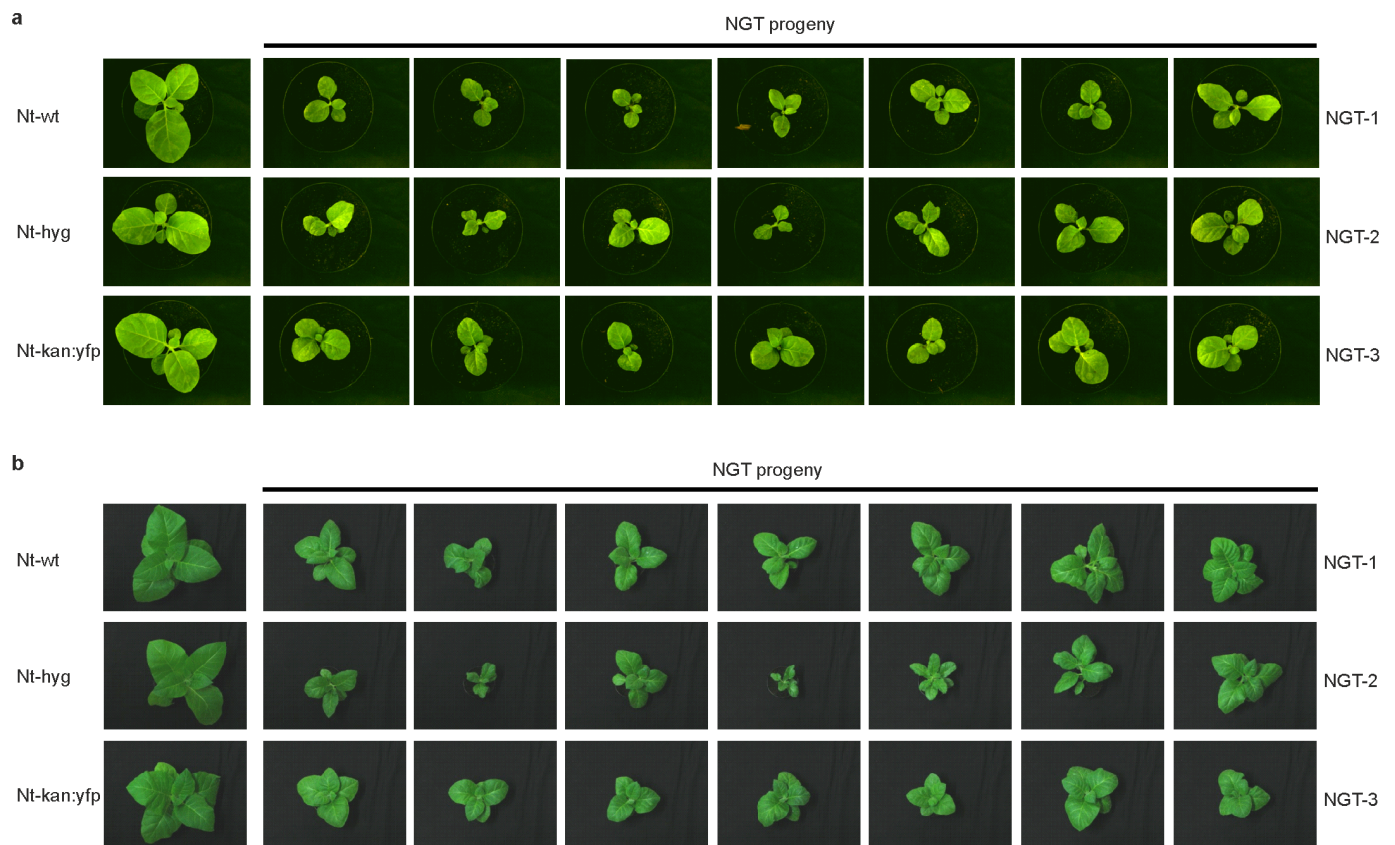 a
NGT progeny
Nt-wt
NGT-1
Nt-hyg
NGT-2
Nt-kan:yfp
NGT-3
b
NGT progeny
Nt-wt
NGT-1
Nt-hyg
NGT-2
Nt-kan:yfp
NGT-3